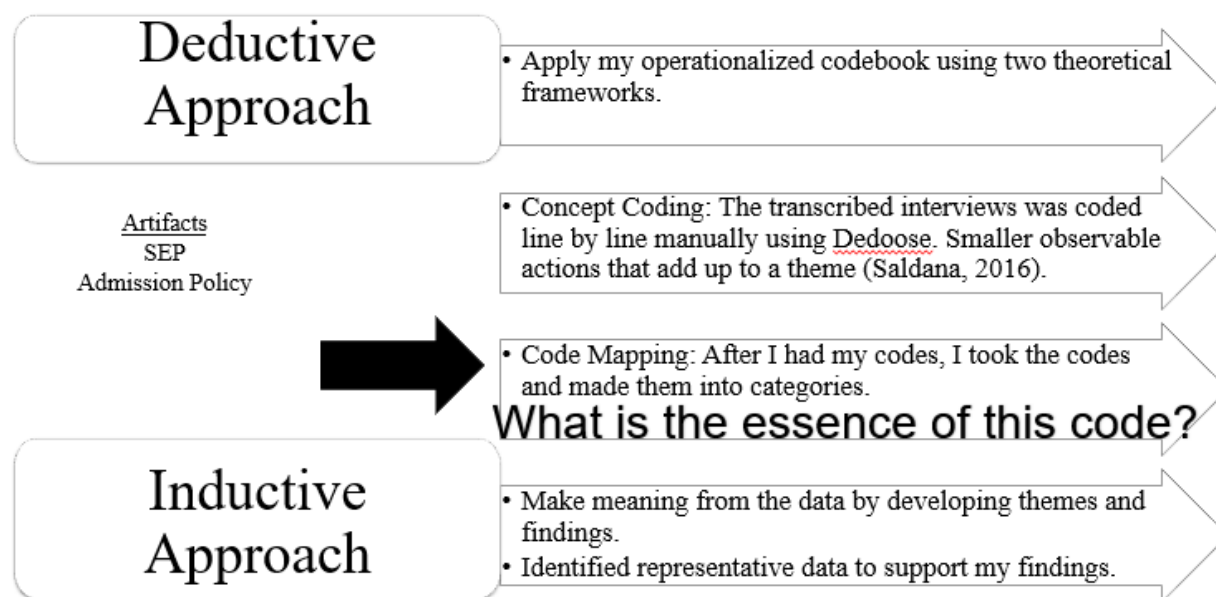 Deductive
Approach
• Apply my operationalized codebook using two theoretical
frameworks.
Artifacts
SEP
Admission Policy
• Concept Coding: The transcribed interviews was coded
line by line manually using Dedoose. Smaller observable
actions that add up to a theme (Saldana, 2016).
• Code Mapping: After I had my codes, I took the codes
and made them into categories.
What is the essence of this code?
Inductive
Approach
• Make meaning from the data by developing themes and
findings.
• Identified representative data to support my findings.